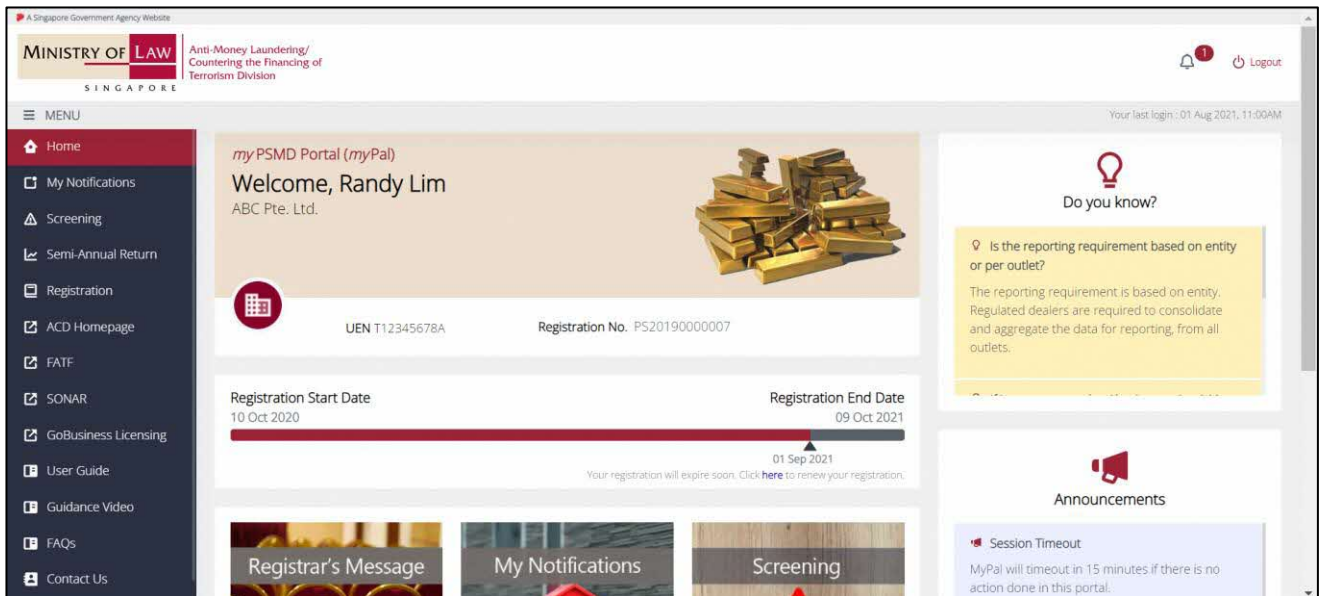 A Singapore Government Agency Website
MINISTRY OF LAW
SINGAPORE
Anti-Money Laundering/
Countering the Financing of
Terrorism Division
1
Logout
MENU
Your last login : 01 Aug 2021, 11:00AM
Home
My Notifications
Screening
Semi-Annual Return
Registration
ACD Homepage
FATF
SONAR
GoBusiness Licensing
User Guide
Guidance Video
FAQs
Contact Us
my PSMD Portal (myPal)
Welcome, Randy Lim
ABC Pte. Ltd.
UEN T12345678A
Registration No. PS20190000007
Registration Start Date
10 Oct 2020
Registration End Date
09 Oct 2021
01 Sep 2021
Your registration will expire soon. Click here to renew your registration.
Registrar's Message
My Notifications
Screening
Do you know?
Is the reporting requirement based on entity
or per outlet?
The reporting requirement is based on entity.
Regulated dealers are required to consolidate
and aggregate the data for reporting, from all
outlets.
Announcements
Session Timeout
MyPal will timeout in 15 minutes if there is no
action done in this portal.